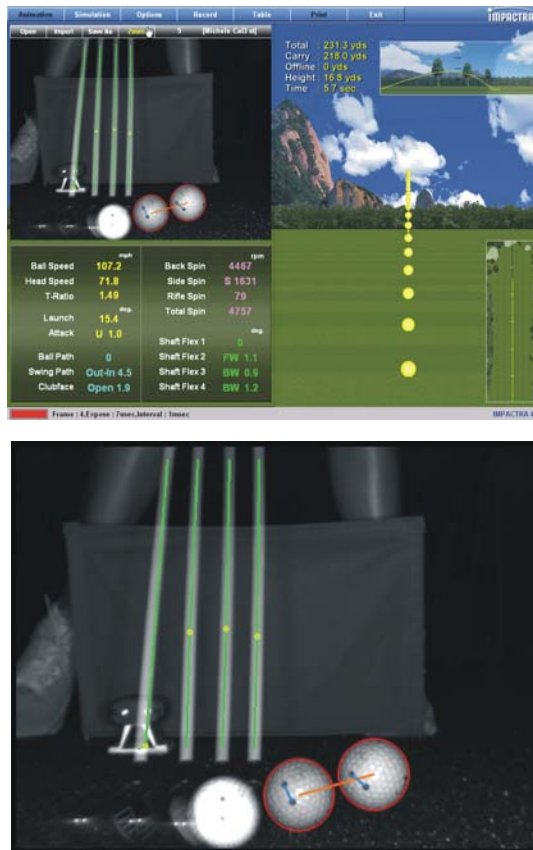 Animation Simulation Options Record Table Print Exit
IMPACTRA
Open Import Save As Zoom
Total : 231.3 yds
Carry : 218.0 yds
Offline : 0 yds
Height : 16.8 yds
Time : 5.7 sec.
mph
Ball Speed 107.2
Head Speed 71.8
T-Ratio 1.49
deg.
Launch 15.4
Attack U 1.0
Ball Path 0
Swing Path Out-In 4.5
Clubface Open 1.9
rpm
Back Spin 4467
Side Spin S 1631
Rifle Spin 79
Total Spin 4757
deg.
Shaft Flex 1 0
Shaft Flex 2 FW 1.1
Shaft Flex 3 BW 0.9
Shaft Flex 4 BW 1.2
Frame : 4,Expose : 7usec,Interval : 1msec
IMPACTRA